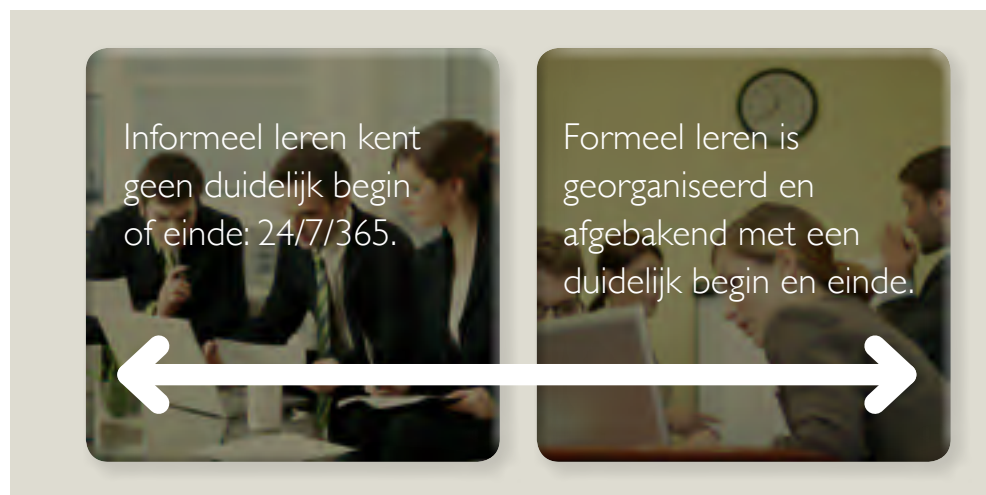 Informeel leren kent
geen duidelijk begin
of einde: 24/7/365.
Formeel leren is
georganiseerd en
afgebakend met een
duidelijk begin en einde.